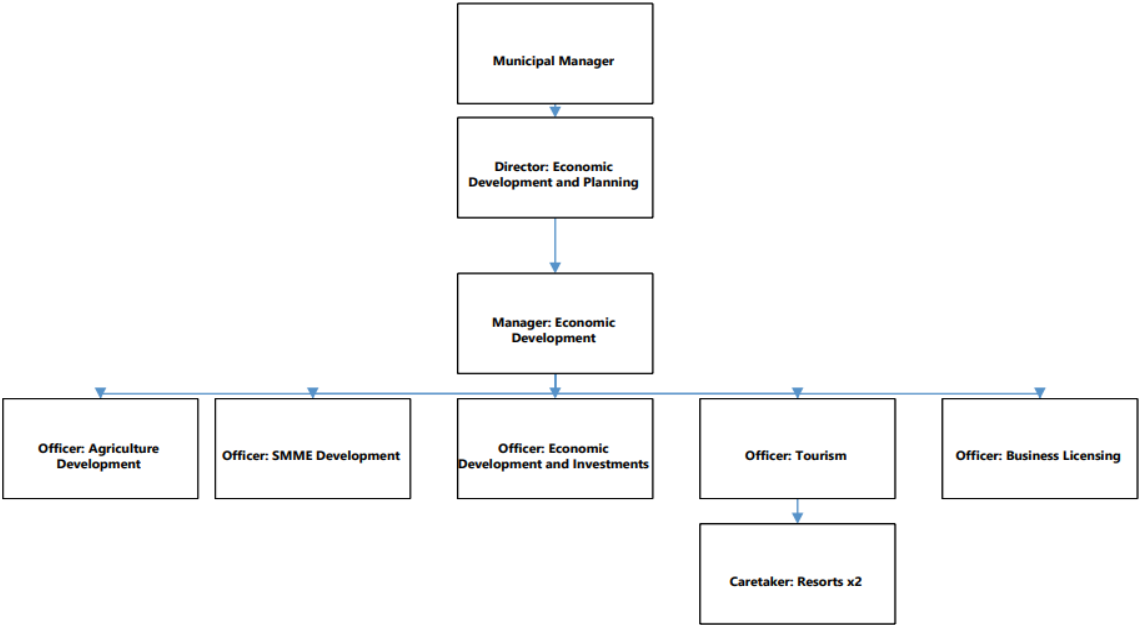 Municipal Manager
Director: Economic
Development and Planning
Manager: Economic
Development
Officer: Agriculture
Development
Officer: SMME Development
Officer: Economic
Development and Investments
Officer: Tourism
Officer: Business Licensing
Caretaker: Resorts x2